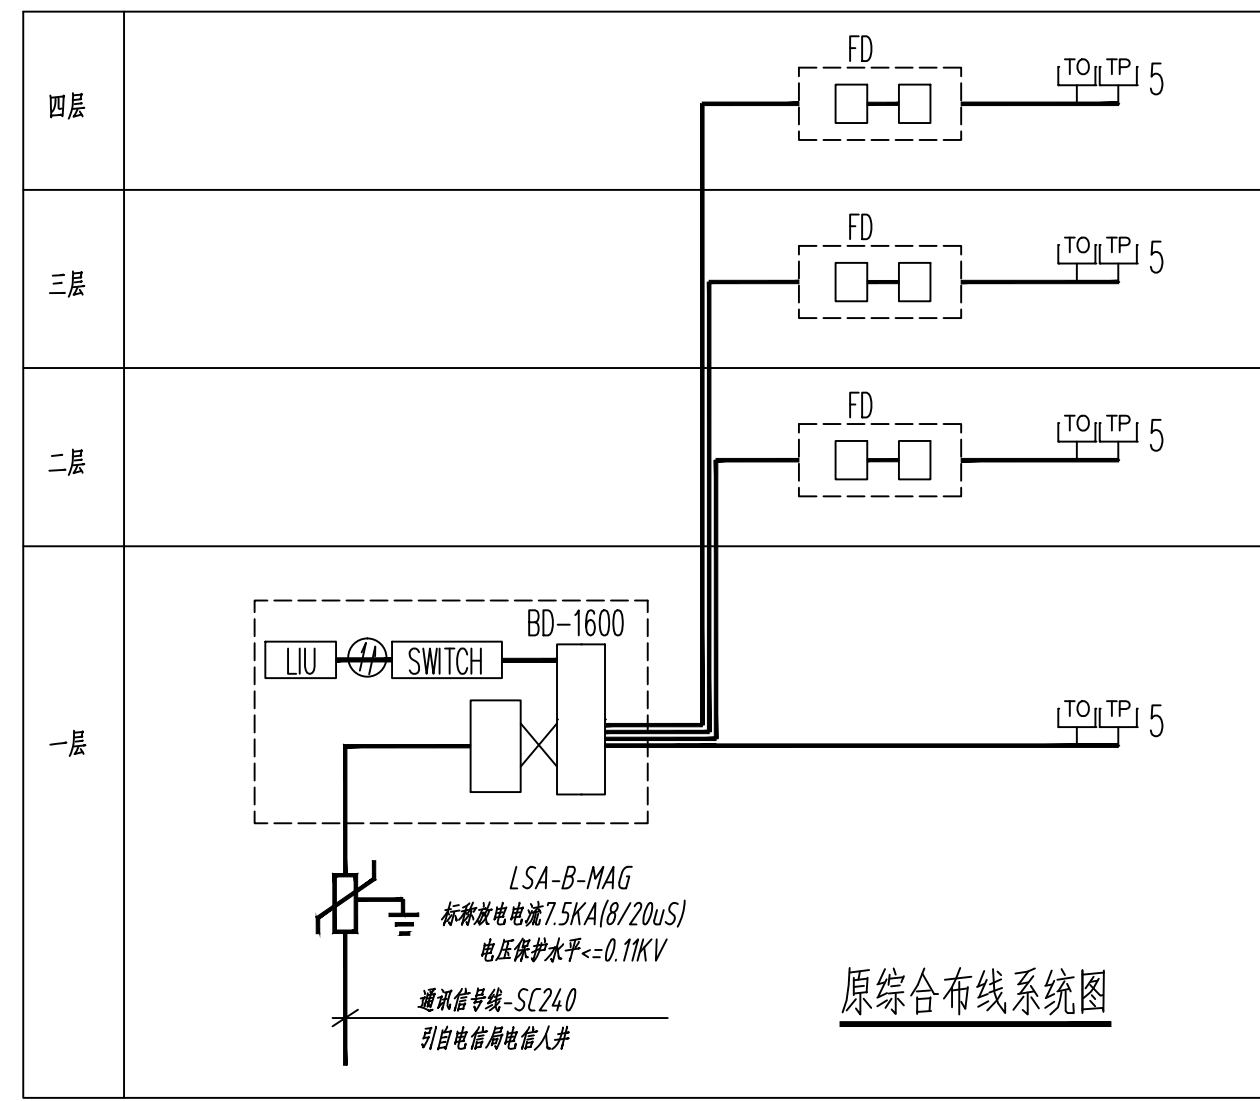 四层
FD
TO TP 5
三层
FD
TO TP 5
二层
FD
TO TP 5
一层
BD-1600
LIU
SWITCH
TO TP 5
LSA-B-MAG
标称放电电流7.5KA(8/20uS)
电压保护水平<=0.11KV
通讯信号线-SC240
引自电信局电信人井
原综合布线系统图